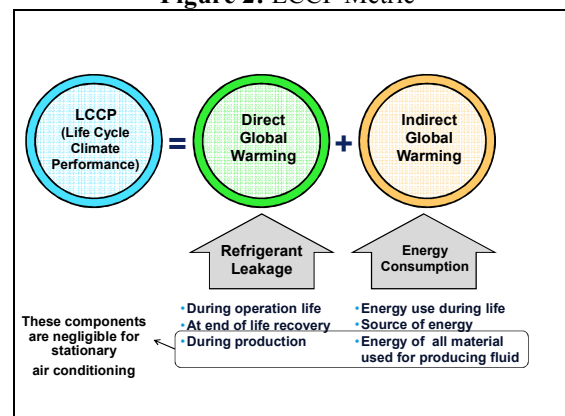 Figure 2: LCCP Metric
LCCP
(Life Cycle
Climate
Performance)
=
Direct
Global
Warming
+
Indirect
Global
Warming
Refrigerant
Leakage
Energy
Consumption
•During operation life
•At end of life recovery
•During production
•Energy use during life
•Source of energy
•Energy of all material
used for producing fluid
These components
are negligible for
stationary
air conditioning